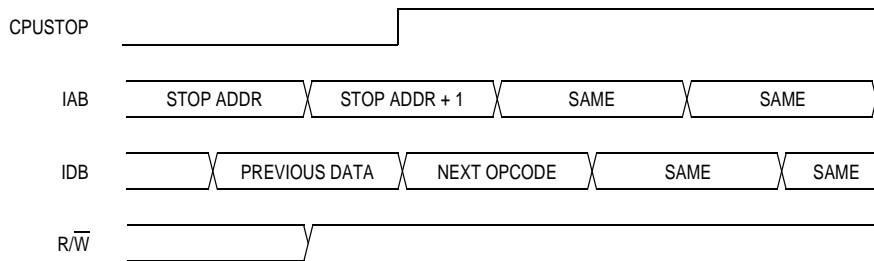 CPUSTOP
IAB STOP ADDR STOP ADDR + 1 SAME SAME
IDB PREVIOUS DATA NEXT OPCODE SAME SAME
R/W̅